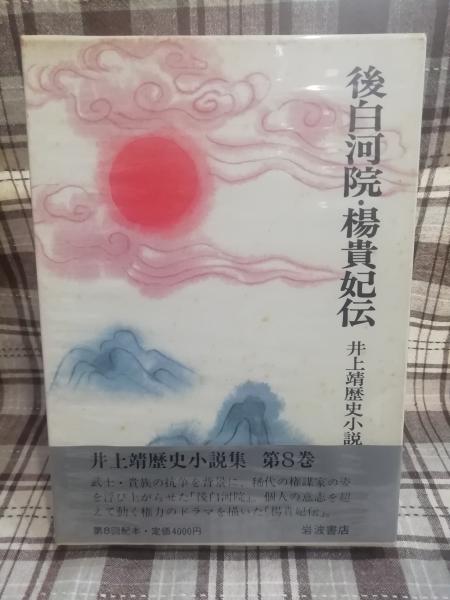 後白河院・楊貴妃伝
井上靖歴史小説
井上靖歴史小説集 第8巻
武士・貴族の抗争を背景に、稀代の権謀家の姿
を浮び上がらせた「後白河院」。個人の意志を超
えて動く権力のドラマを描いた「楊貴妃伝」。
第8回配本・定価4000円
岩波書店